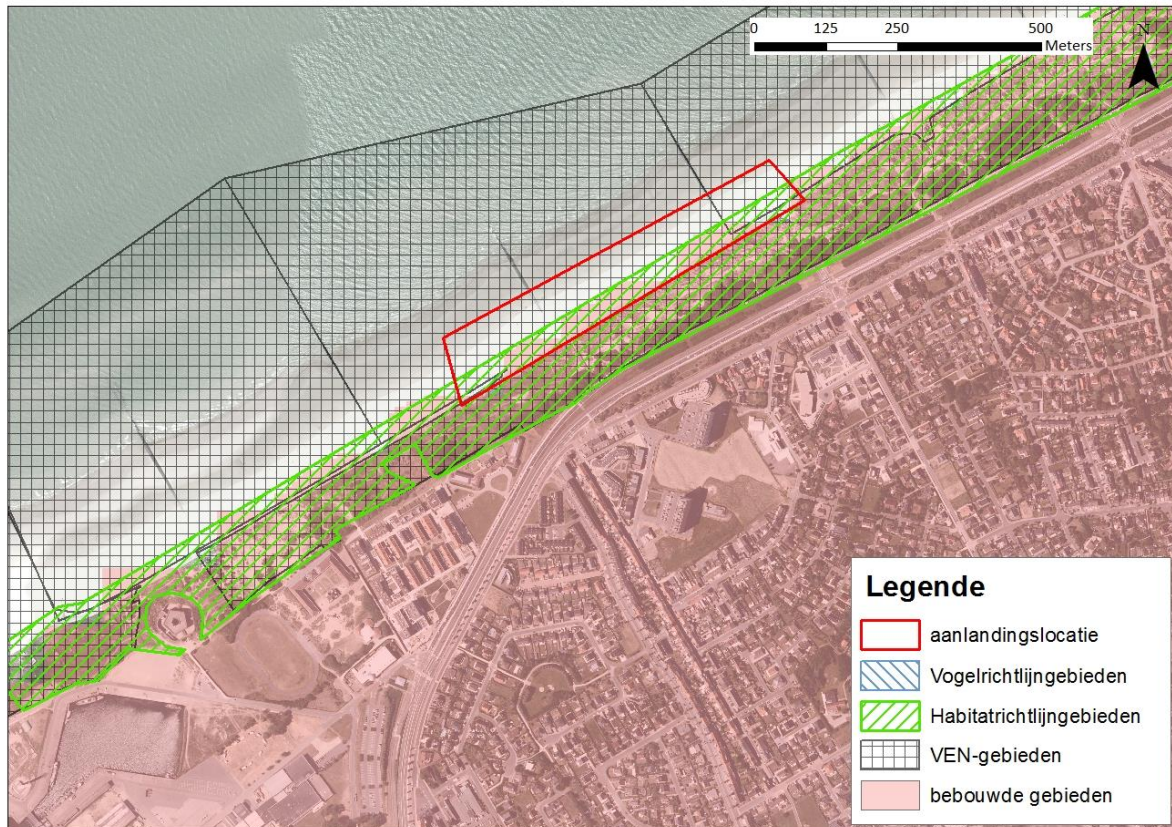 0 125 250 500
Meters
N
Legende
aanlandingslocatie
Vogelrichtlijngebieden
Habitatrichtlijngebieden
VEN-gebieden
bebouwde gebieden